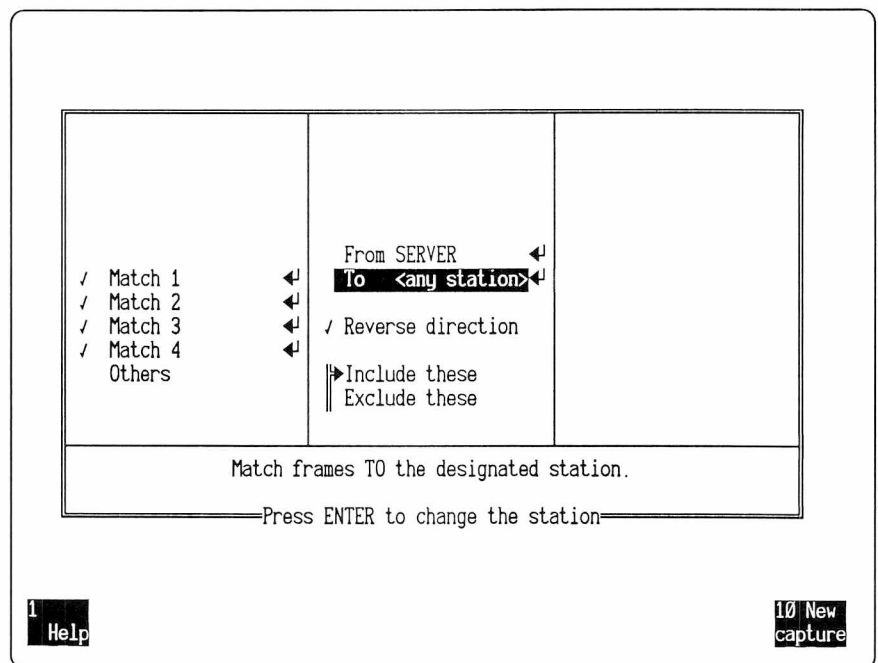 √ Match 1 ↵
√ Match 2 ↵
√ Match 3 ↵
√ Match 4 ↵
Others
From SERVER ↵
To <any station>↵
√ Reverse direction
Include these
Exclude these
Match frames TO the designated station.
Press ENTER to change the station
1
Help
10 New
capture